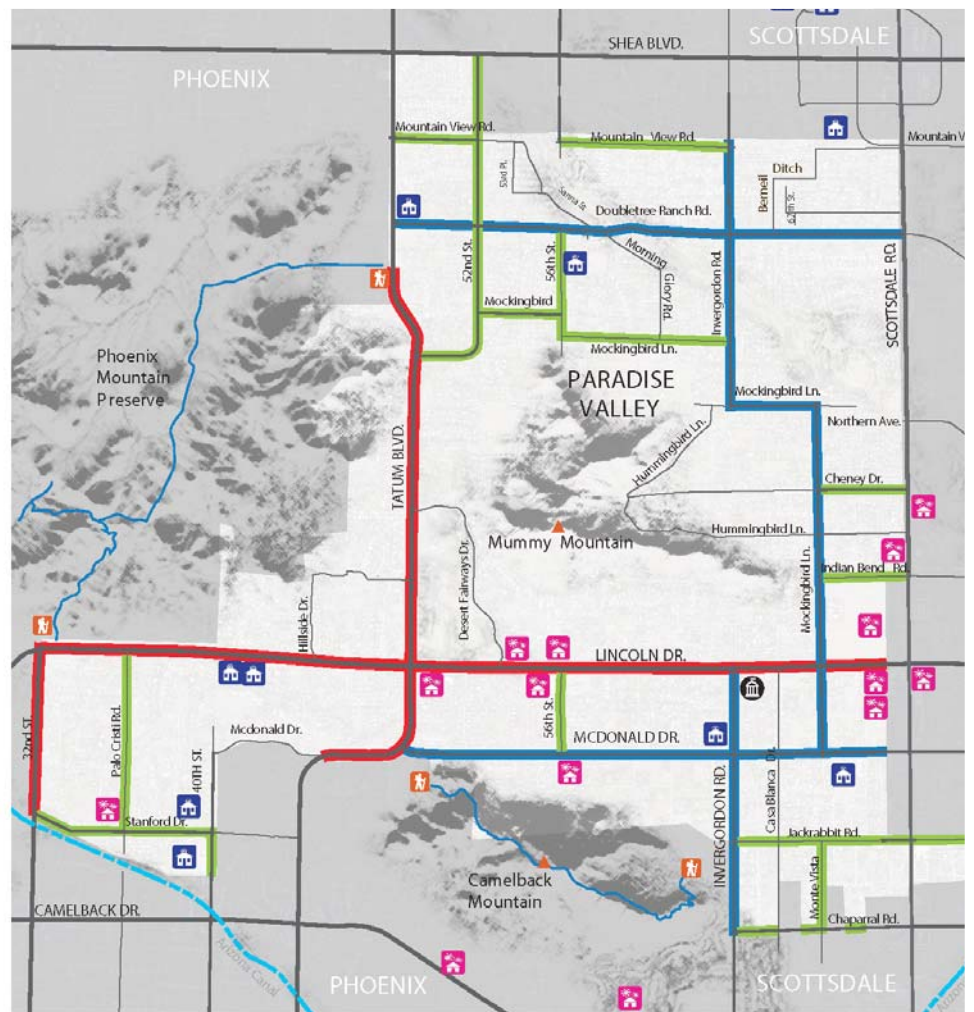 SHEA BLVD.
SCOTTSDALE
PHOENIX
Mountain View Rd.
Mountain View Rd.
Mountain V
53rd Pl.
Sanna St.
Berneil
Ditch
Doubletree Ranch Rd.
52nd St.
56th St.
Morning
Glory Rd.
Invergordon Rd.
SCOTTSDALE RD.
Mockingbird
Mockingbird Ln.
Phoenix
Mountain
Preserve
PARADISE
VALLEY
Mockingbird Ln.
Northern Ave.
TATUM BLVD.
Hummingbird Ln.
Cheney Dr.
Hummingbird Ln.
Mummy Mountain
Indian Bend Rd.
Mockingbird Ln.
Hillside Dr.
Desert Fairways Dr.
LINCOLN DR.
32nd ST.
Palo Cristi Rd.
40TH ST.
Mcdonald Dr.
56th St.
MCDONALD DR.
Casa Blanca Dr.
INVERGORDON RD.
Stanford Dr.
Jackrabbit Rd.
Monte Vista
Camelback
Mountain
Chaparral Rd.
CAMELBACK DR.
Arizona Canal
PHOENIX
SCOTTSDALE
Arizona